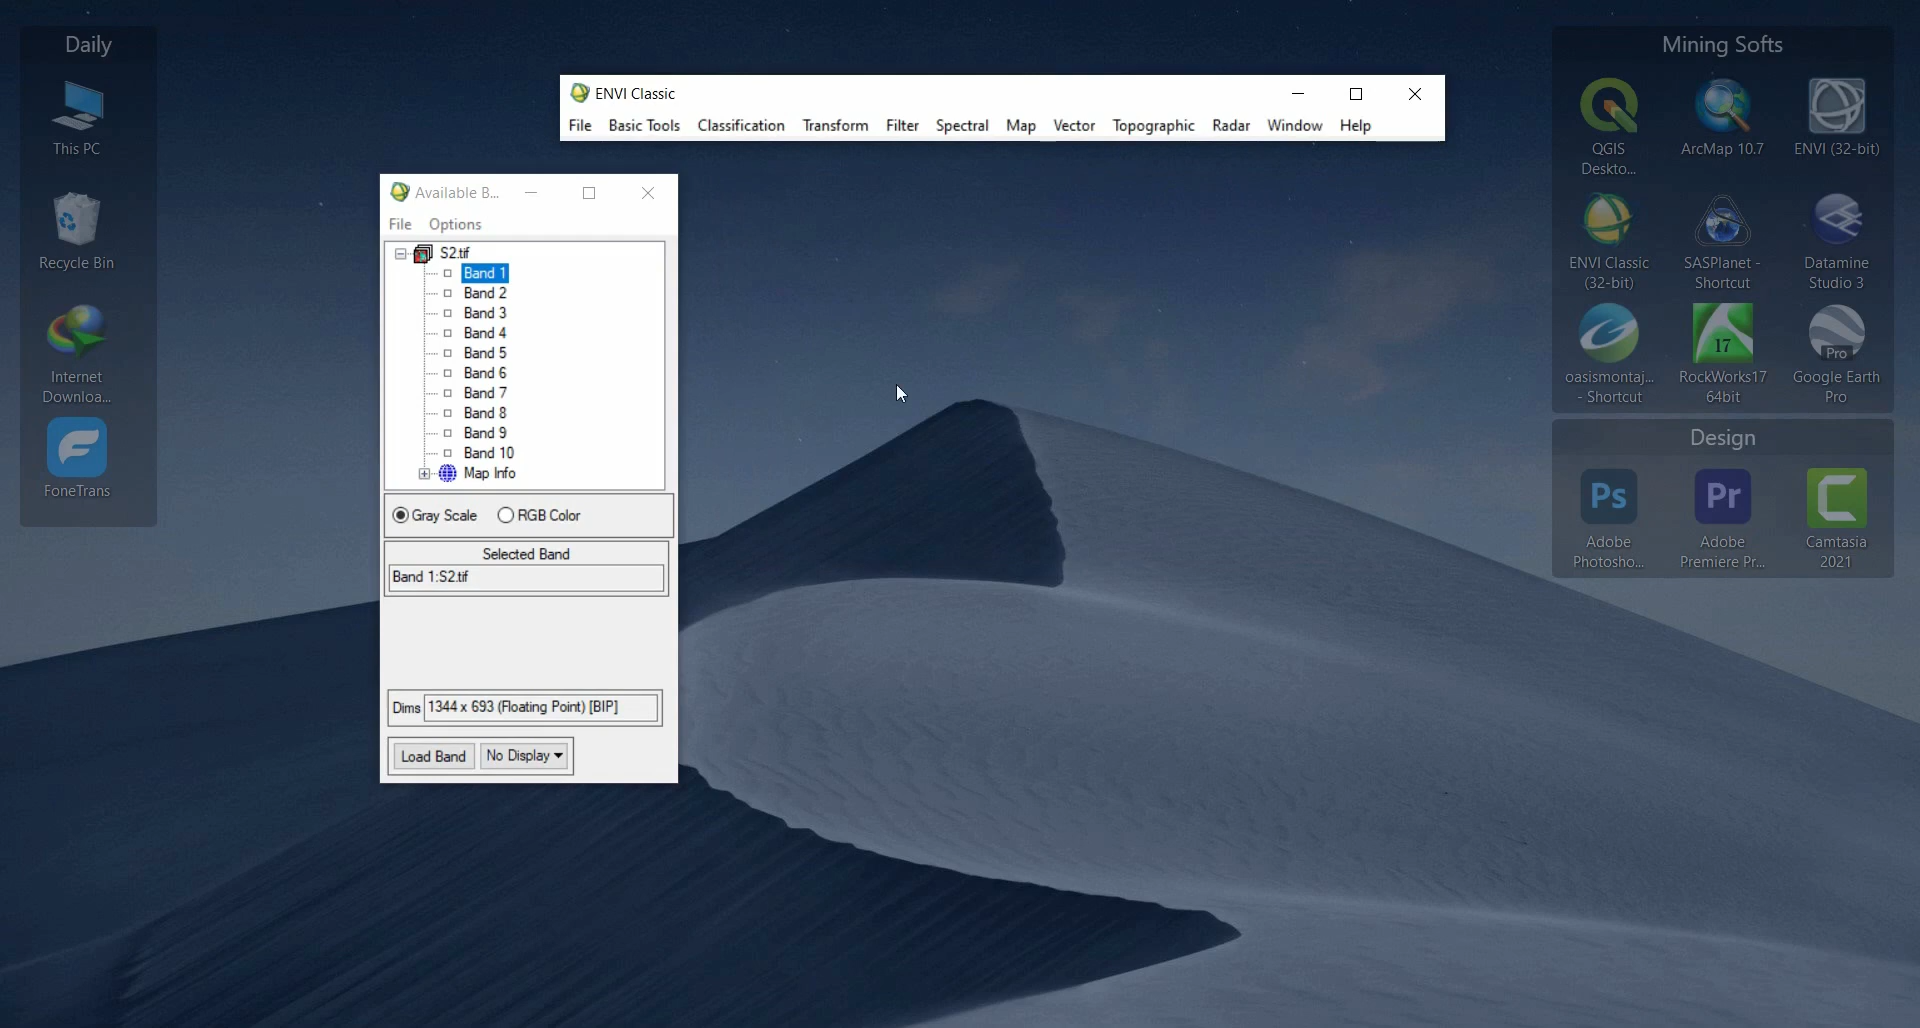 Daily
This PC
Recycle Bin
Internet
Downloa...
FoneTrans
ENVI Classic
File Basic Tools Classification Transform Filter Spectral Map Vector Topographic Radar Window Help
Available B...
File Options
S2.tif
Band 1
Band 2
Band 3
Band 4
Band 5
Band 6
Band 7
Band 8
Band 9
Band 10
Map Info
Gray Scale RGB Color
Selected Band
Band 1:S2.tif
Dims 1344 x 693 (Floating Point) [BIP]
Load Band No Display
Mining Softs
QGIS
Deskto...
ArcMap 10.7
ENVI (32-bit)
ENVI Classic
(32-bit)
SASPlanet -
Shortcut
Datamine
Studio 3
oasismontaj...
- Shortcut
17
RockWorks17
64bit
Pro
Google Earth
Pro
Design
Ps
Adobe
Photosho...
Pr
Adobe
Premiere Pr...
Camtasia
2021